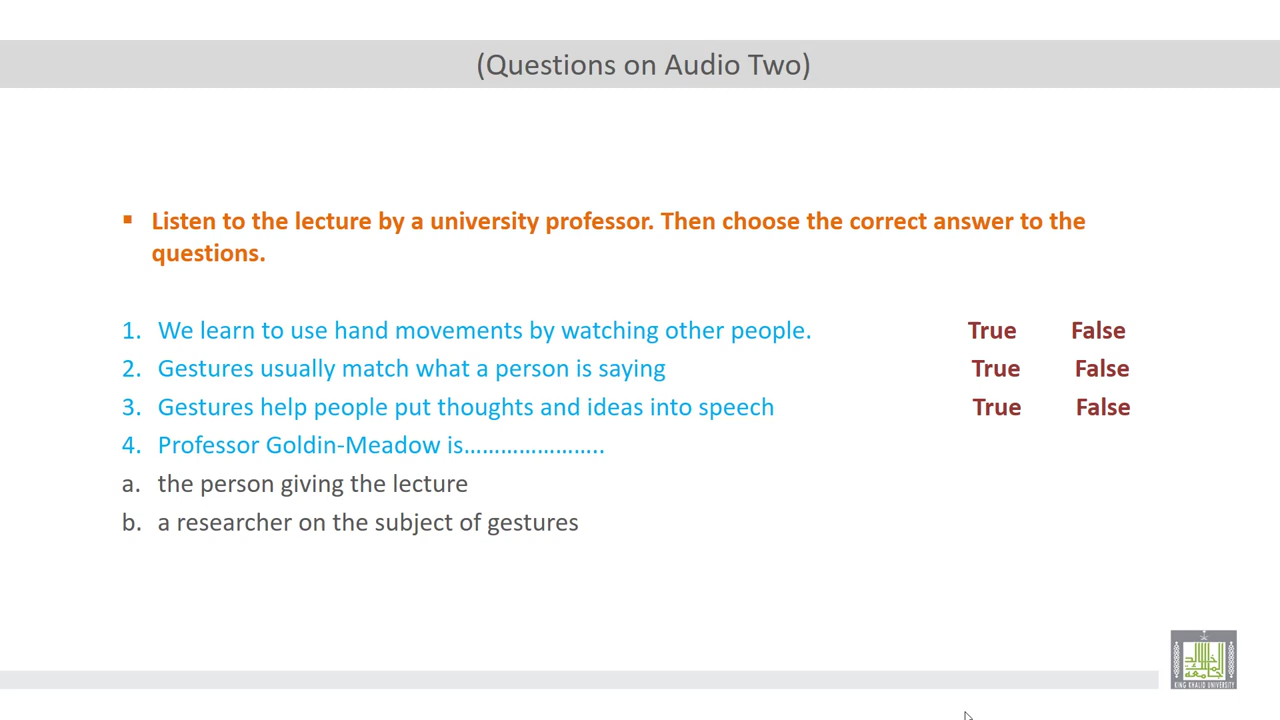 (Questions on Audio Two)
▪ Listen to the lecture by a university professor. Then choose the correct answer to the
questions.
1. We learn to use hand movements by watching other people. True False
2. Gestures usually match what a person is saying True False
3. Gestures help people put thoughts and ideas into speech True False
4. Professor Goldin-Meadow is…………………..
a. the person giving the lecture
b. a researcher on the subject of gestures
KING KHALID UNIVERSITY